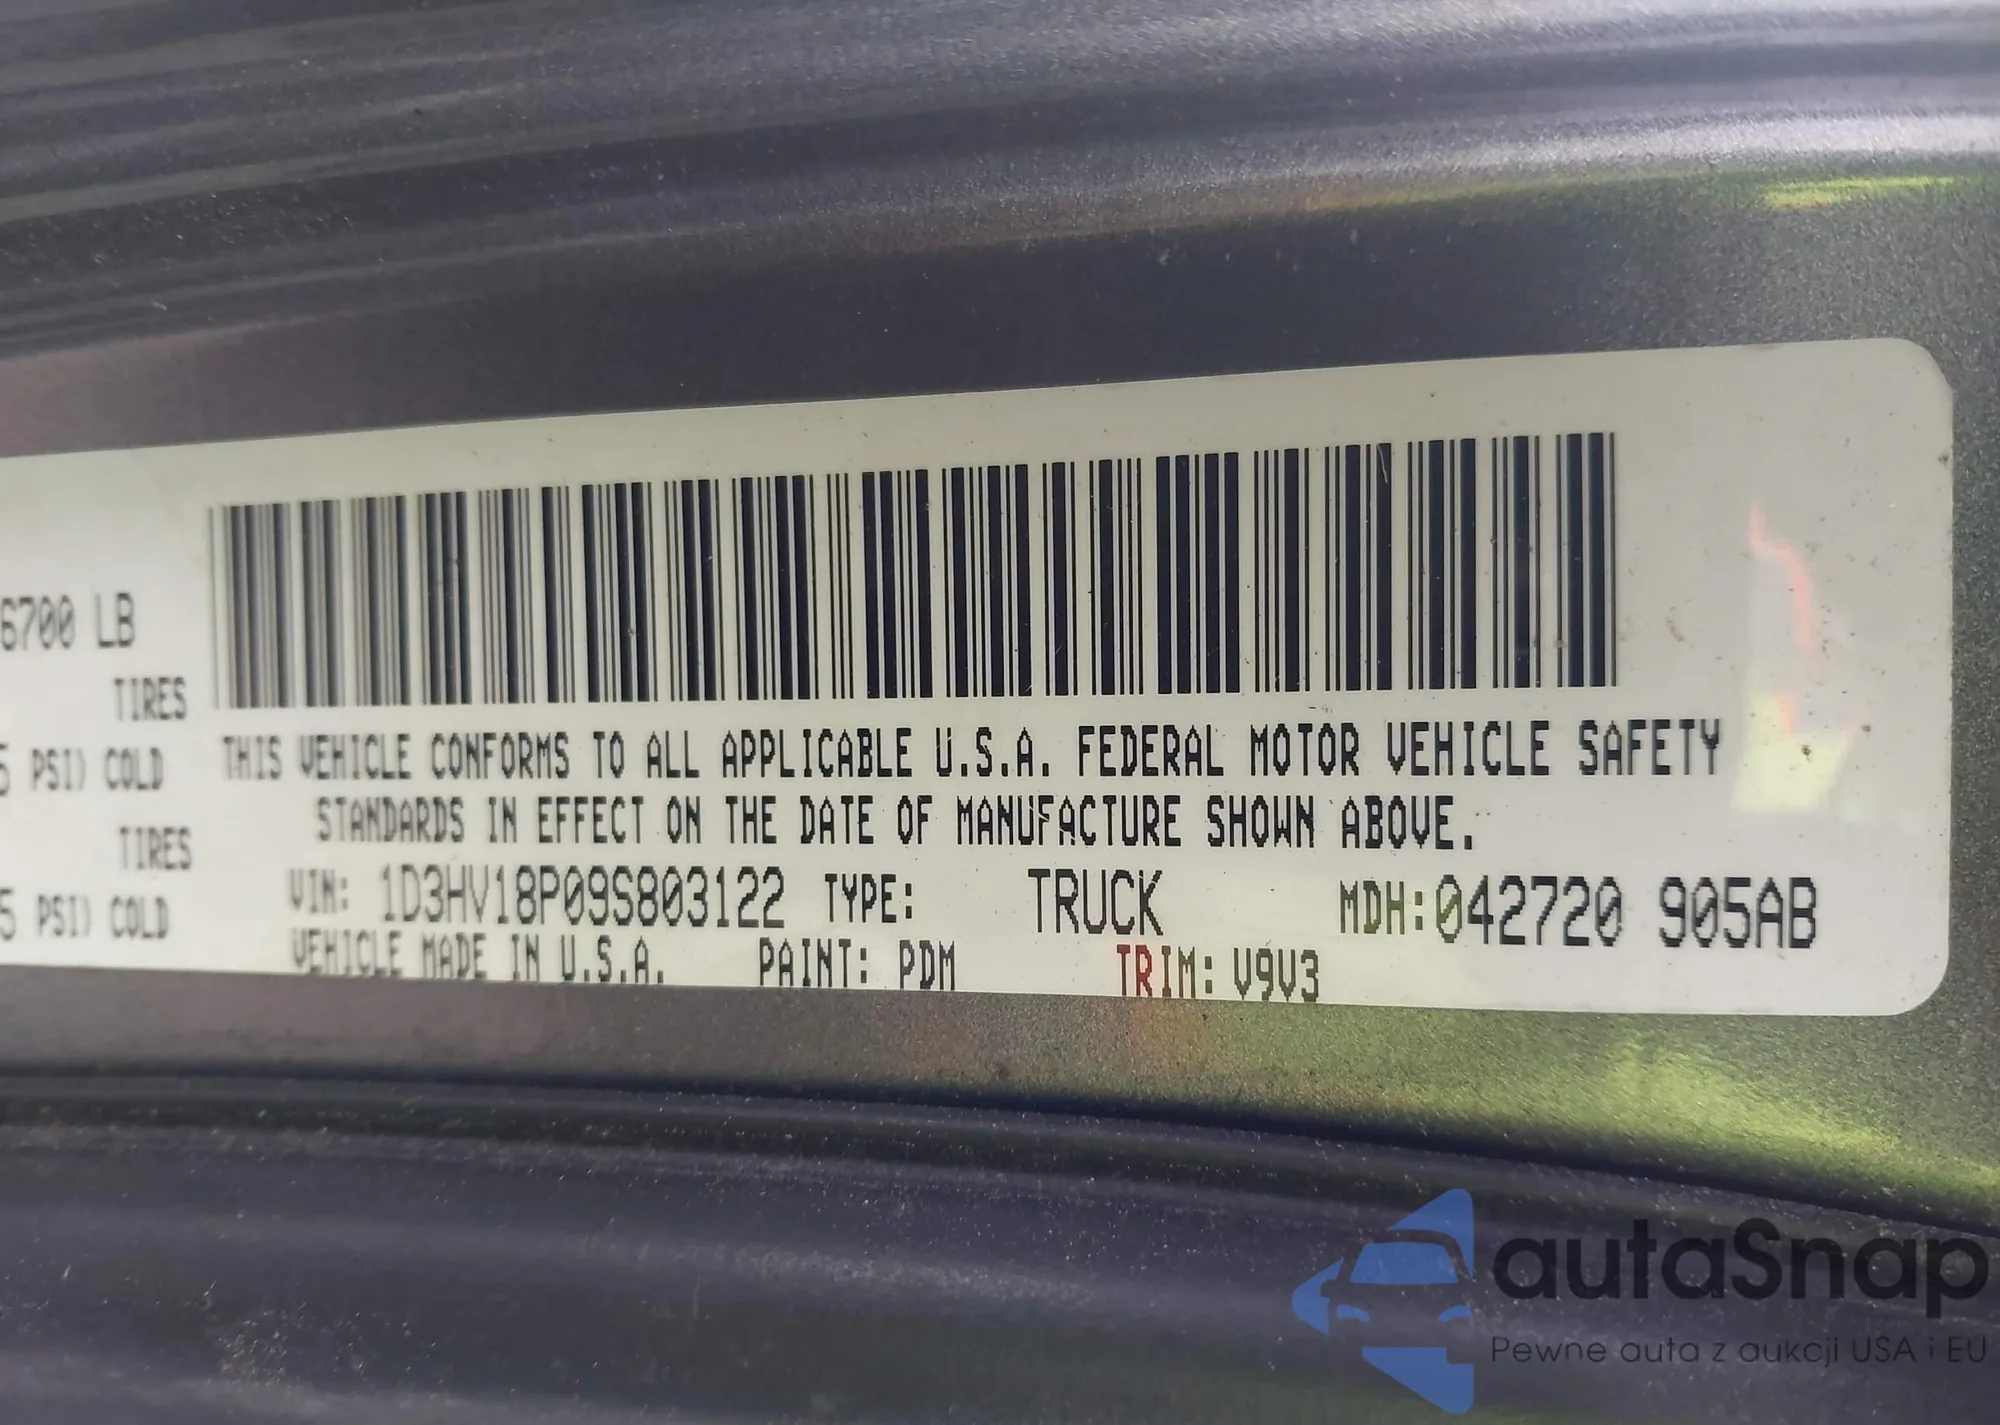 6700 LB
TIRES
5 PSI) COLD
TIRES
5 PSI) COLD
THIS VEHICLE CONFORMS TO ALL APPLICABLE U.S.A. FEDERAL MOTOR VEHICLE SAFETY
STANDARDS IN EFFECT ON THE DATE OF MANUFACTURE SHOWN ABOVE.
VIN: 1D3HV18P09S803122 TYPE: TRUCK MDH:042720 905AB
VEHICLE MADE IN U.S.A. PAINT: PDM TRIM: V9V3
autaSnap
Pewne auta z aukcji USA i EU